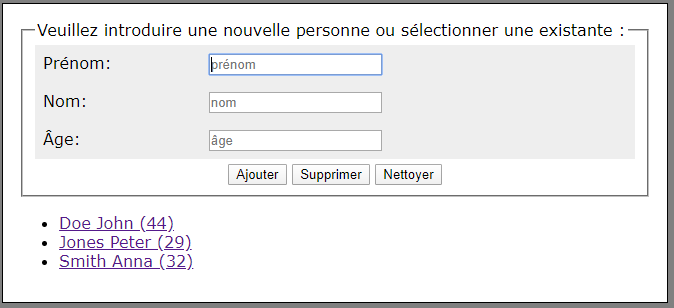 Veuillez introduire une nouvelle personne ou sélectionner une existante :
Prénom: prénom
Nom: nom
Âge: âge
Ajouter Supprimer Nettoyer
Doe John (44)
Jones Peter (29)
Smith Anna (32)